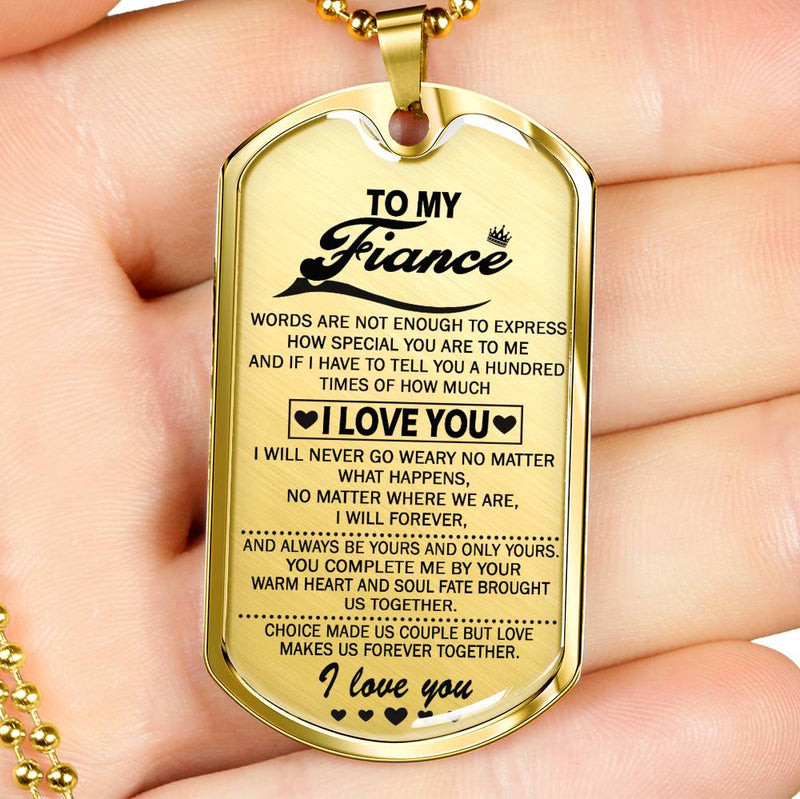 TO MY
Fiance
WORDS ARE NOT ENOUGH TO EXPRESS
HOW SPECIAL YOU ARE TO ME
AND IF I HAVE TO TELL YOU A HUNDRED
TIMES OF HOW MUCH
I LOVE YOU
I WILL NEVER GO WEARY NO MATTER
WHAT HAPPENS,
NO MATTER WHERE WE ARE,
I WILL FOREVER,
AND ALWAYS BE YOURS AND ONLY YOURS.
YOU COMPLETE ME BY YOUR
WARM HEART AND SOUL FATE BROUGHT
US TOGETHER.
CHOICE MADE US COUPLE BUT LOVE
MAKES US FOREVER TOGETHER.
I love you